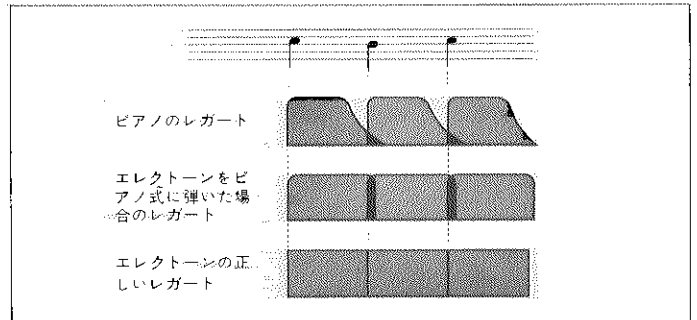 ピアノのレガート
エレクトーンをピ
アノ式に弾いた場
合のレガート
エレクトーンの正
しいレガート